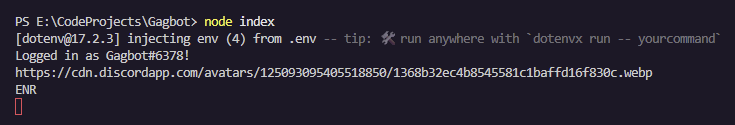 PS E:\CodeProjects\Gagbot> node index
[dotenv@17.2.3] injecting env (4) from .env -- tip: 🛠️ run anywhere with `dotenvx run -- yourcommand`
Logged in as Gagbot#6378!
https://cdn.discordapp.com/avatars/125093095405518850/1368b32ec4b8545581c1baffd16f830c.webp
ENR